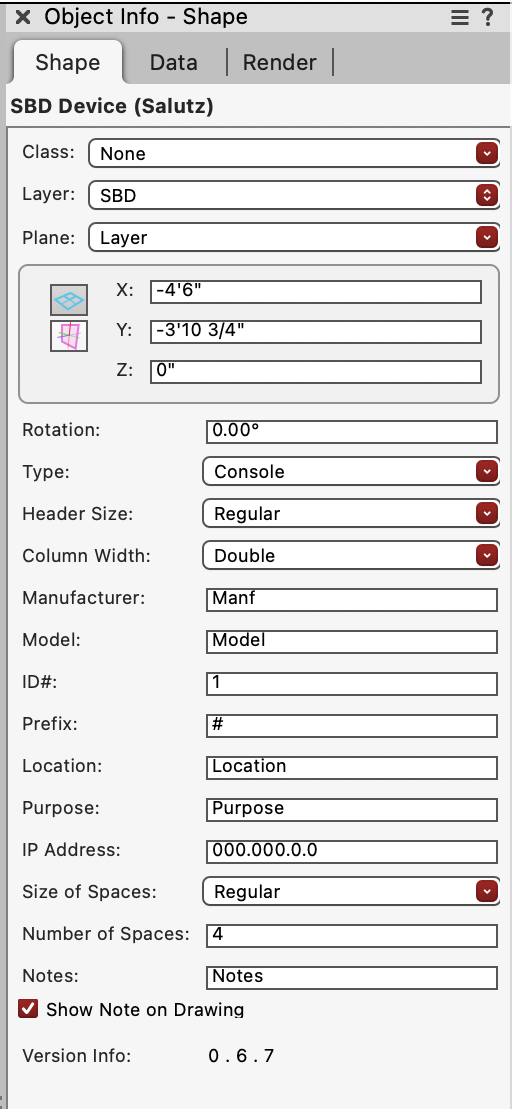 Object Info - Shape ?
Shape Data Render
SBD Device (Salutz)
Class: None
Layer: SBD
Plane: Layer
X: -4'6"
Y: -3'10 3/4"
Z: 0"
Rotation: 0.00°
Type: Console
Header Size: Regular
Column Width: Double
Manufacturer: Manf
Model: Model
ID#: 1
Prefix: #
Location: Location
Purpose: Purpose
IP Address: 000.000.0.0
Size of Spaces: Regular
Number of Spaces: 4
Notes: Notes
Show Note on Drawing
Version Info: 0 . 6 . 7